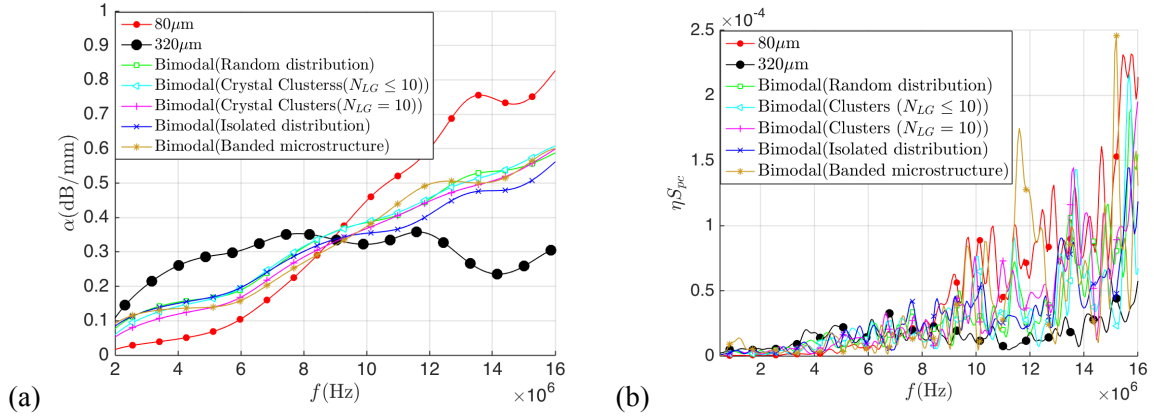 1
0.9
0.8
0.7
0.6
0.5
0.4
0.3
0.2
0.1
0
α(dB/mm)
80μm
320μm
Bimodal(Random distribution)
Bimodal(Crystal Clusterss(N_LG ≤ 10))
Bimodal(Crystal Clusters(N_LG = 10))
Bimodal(Isolated distribution)
Bimodal(Banded microstructure)
2 4 6 8 10 12 14 16
f(Hz)
×10^6
(a)
×10^-4
2.5
2
1.5
1
0.5
0
ηS_pc
80μm
320μm
Bimodal(Random distribution)
Bimodal(Clusters (N_LG ≤ 10))
Bimodal(Clusters (N_LG = 10))
Bimodal(Isolated distribution)
Bimodal(Banded microstructure)
2 4 6 8 10 12 14 16
f(Hz)
×10^6
(b)